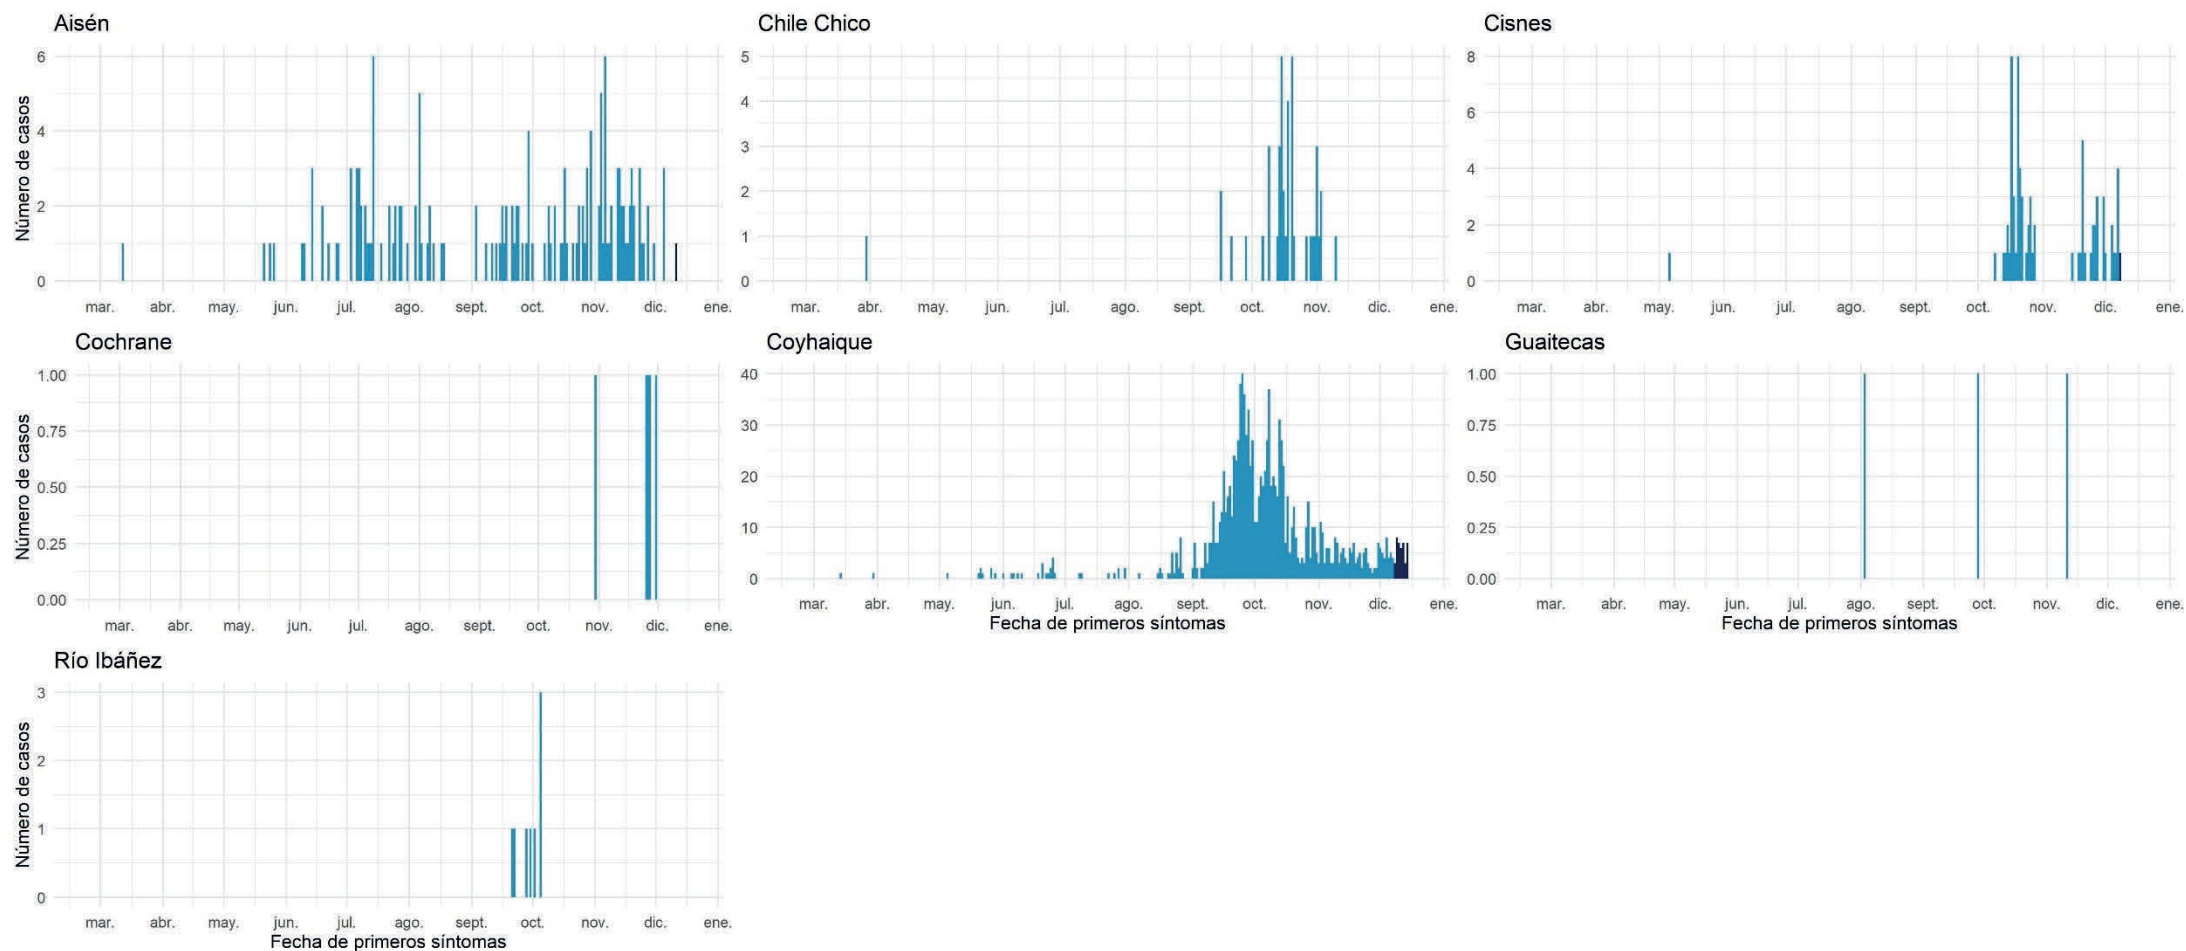 Aisén
Número de casos
6
4
2
0
mar. abr. may. jun. jul. ago. sept. oct. nov. dic. ene.
Chile Chico
5
4
3
2
1
0
mar. abr. may. jun. jul. ago. sept. oct. nov. dic. ene.
Cisnes
8
6
4
2
0
mar. abr. may. jun. jul. ago. sept. oct. nov. dic. ene.
Cochrane
Número de casos
1.00
0.75
0.50
0.25
0.00
mar. abr. may. jun. jul. ago. sept. oct. nov. dic. ene.
Coyhaique
40
30
20
10
0
mar. abr. may. jun. jul. ago. sept. oct. nov. dic. ene.
Fecha de primeros síntomas
Guaitecas
1.00
0.75
0.50
0.25
0.00
mar. abr. may. jun. jul. ago. sept. oct. nov. dic. ene.
Fecha de primeros síntomas
Río Ibáñez
Número de casos
3
2
1
0
mar. abr. may. jun. jul. ago. sept. oct. nov. dic. ene.
Fecha de primeros síntomas